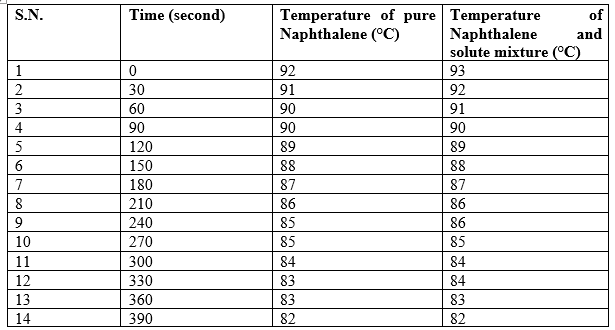 S.N. Time (second) Temperature of pure Temperature of
Naphthalene (°C) Naphthalene and
solute mixture (°C)
1 0 92 93
2 30 91 92
3 60 90 91
4 90 90 90
5 120 89 89
6 150 88 88
7 180 87 87
8 210 86 86
9 240 85 86
10 270 85 85
11 300 84 84
12 330 83 84
13 360 83 83
14 390 82 82